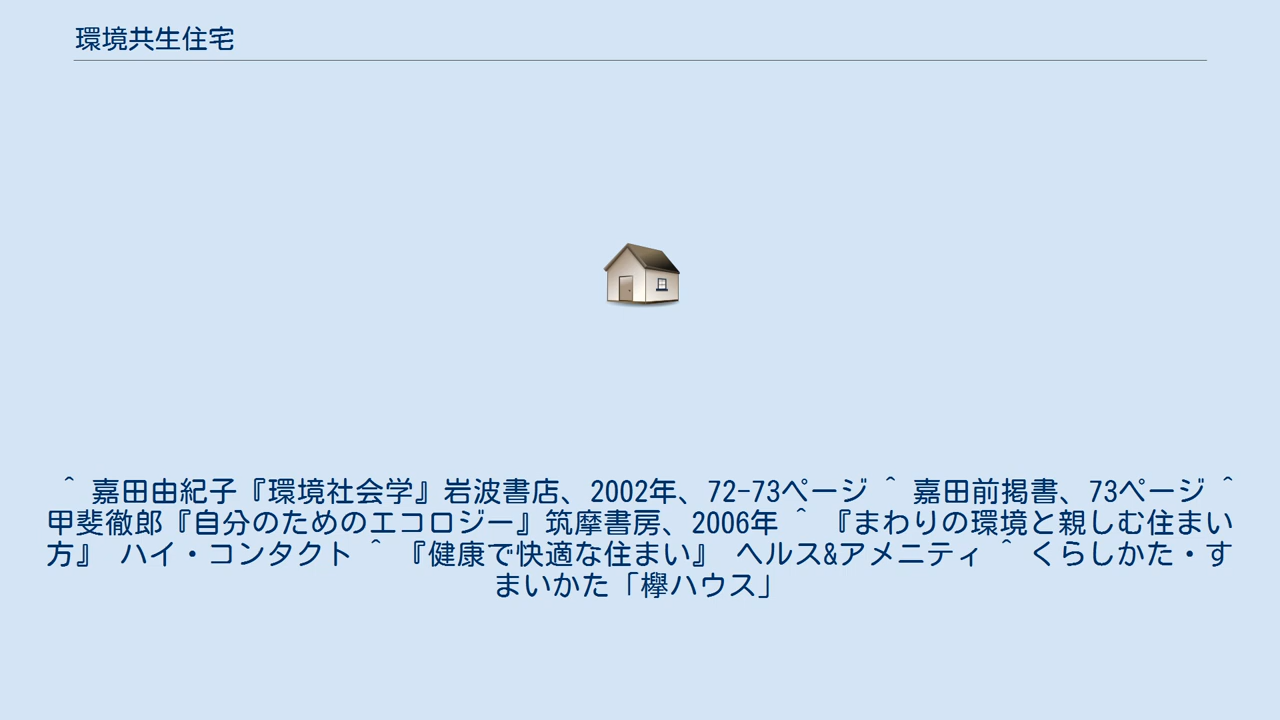 環境共生住宅
＾ 嘉田由紀子『環境社会学』岩波書店、2002年、72-73ページ ＾ 嘉田前掲書、73ページ ＾
甲斐徹郎『自分のためのエコロジー』筑摩書房、2006年 ＾ 『まわりの環境と親しむ住まい
方』 ハイ・コンタクト ＾ 『健康で快適な住まい』 ヘルス&アメニティ ＾ くらしかた・す
まいかた「欅ハウス」